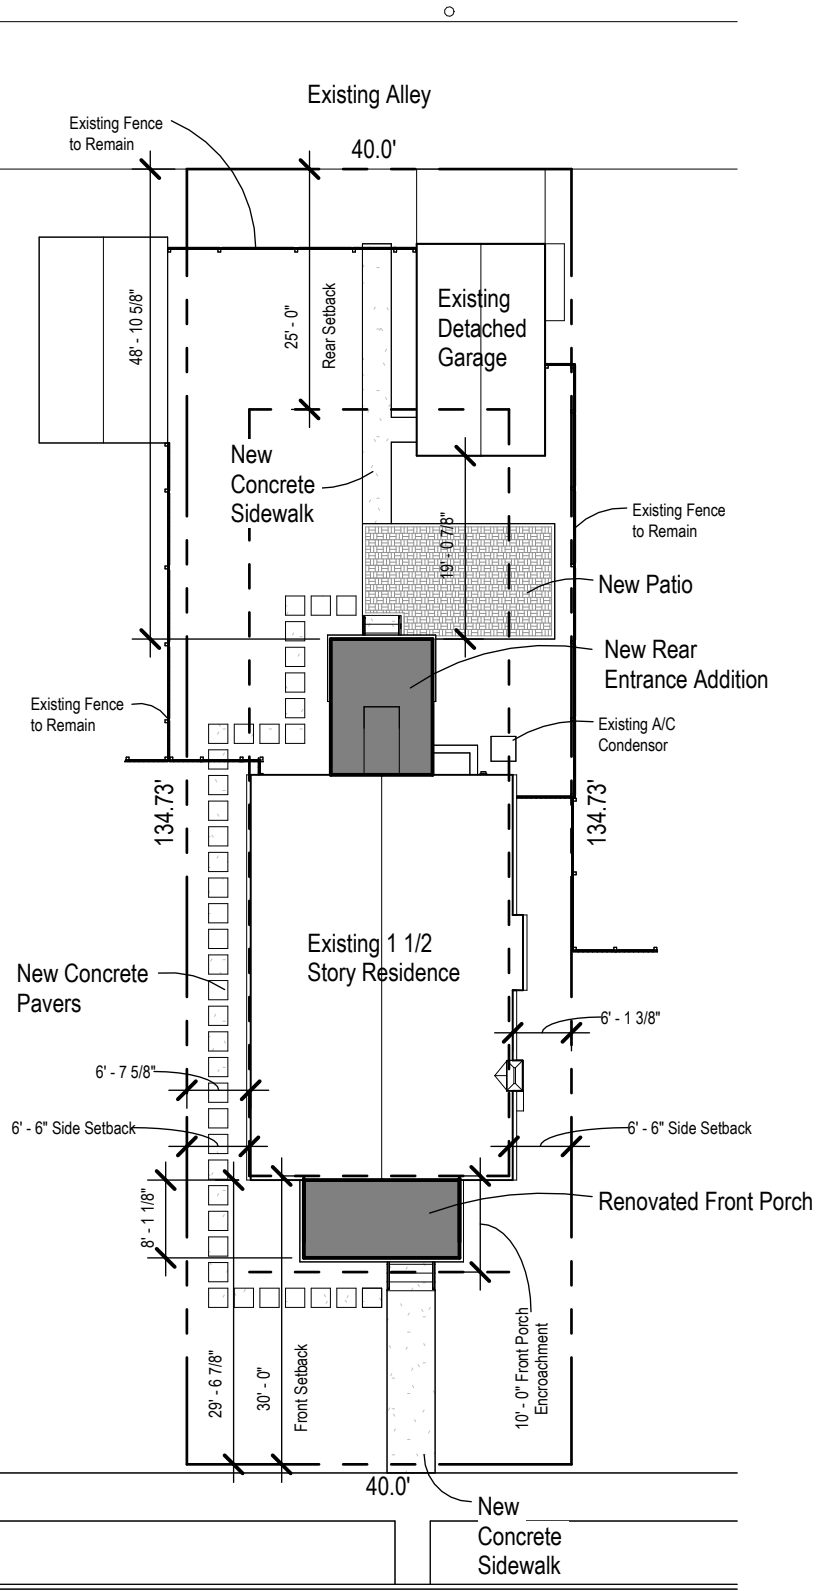 Existing Alley
Existing Fence
to Remain
40.0'
48' - 10 5/8"
25' - 0"
Rear Setback
Existing
Detached
Garage
New
Concrete
Sidewalk
19' - 0 7/8"
Existing Fence
to Remain
New Patio
New Rear
Entrance Addition
Existing Fence
to Remain
Existing A/C
Condensor
134.73'
134.73'
Existing 1 1/2
Story Residence
New Concrete
Pavers
6' - 1 3/8"
6' - 7 5/8"
6' - 6" Side Setback
6' - 6" Side Setback
8' - 1 1/8"
Renovated Front Porch
29' - 6 7/8"
30' - 0"
Front Setback
10' - 0" Front Porch
Encroachment
40.0'
New
Concrete
Sidewalk